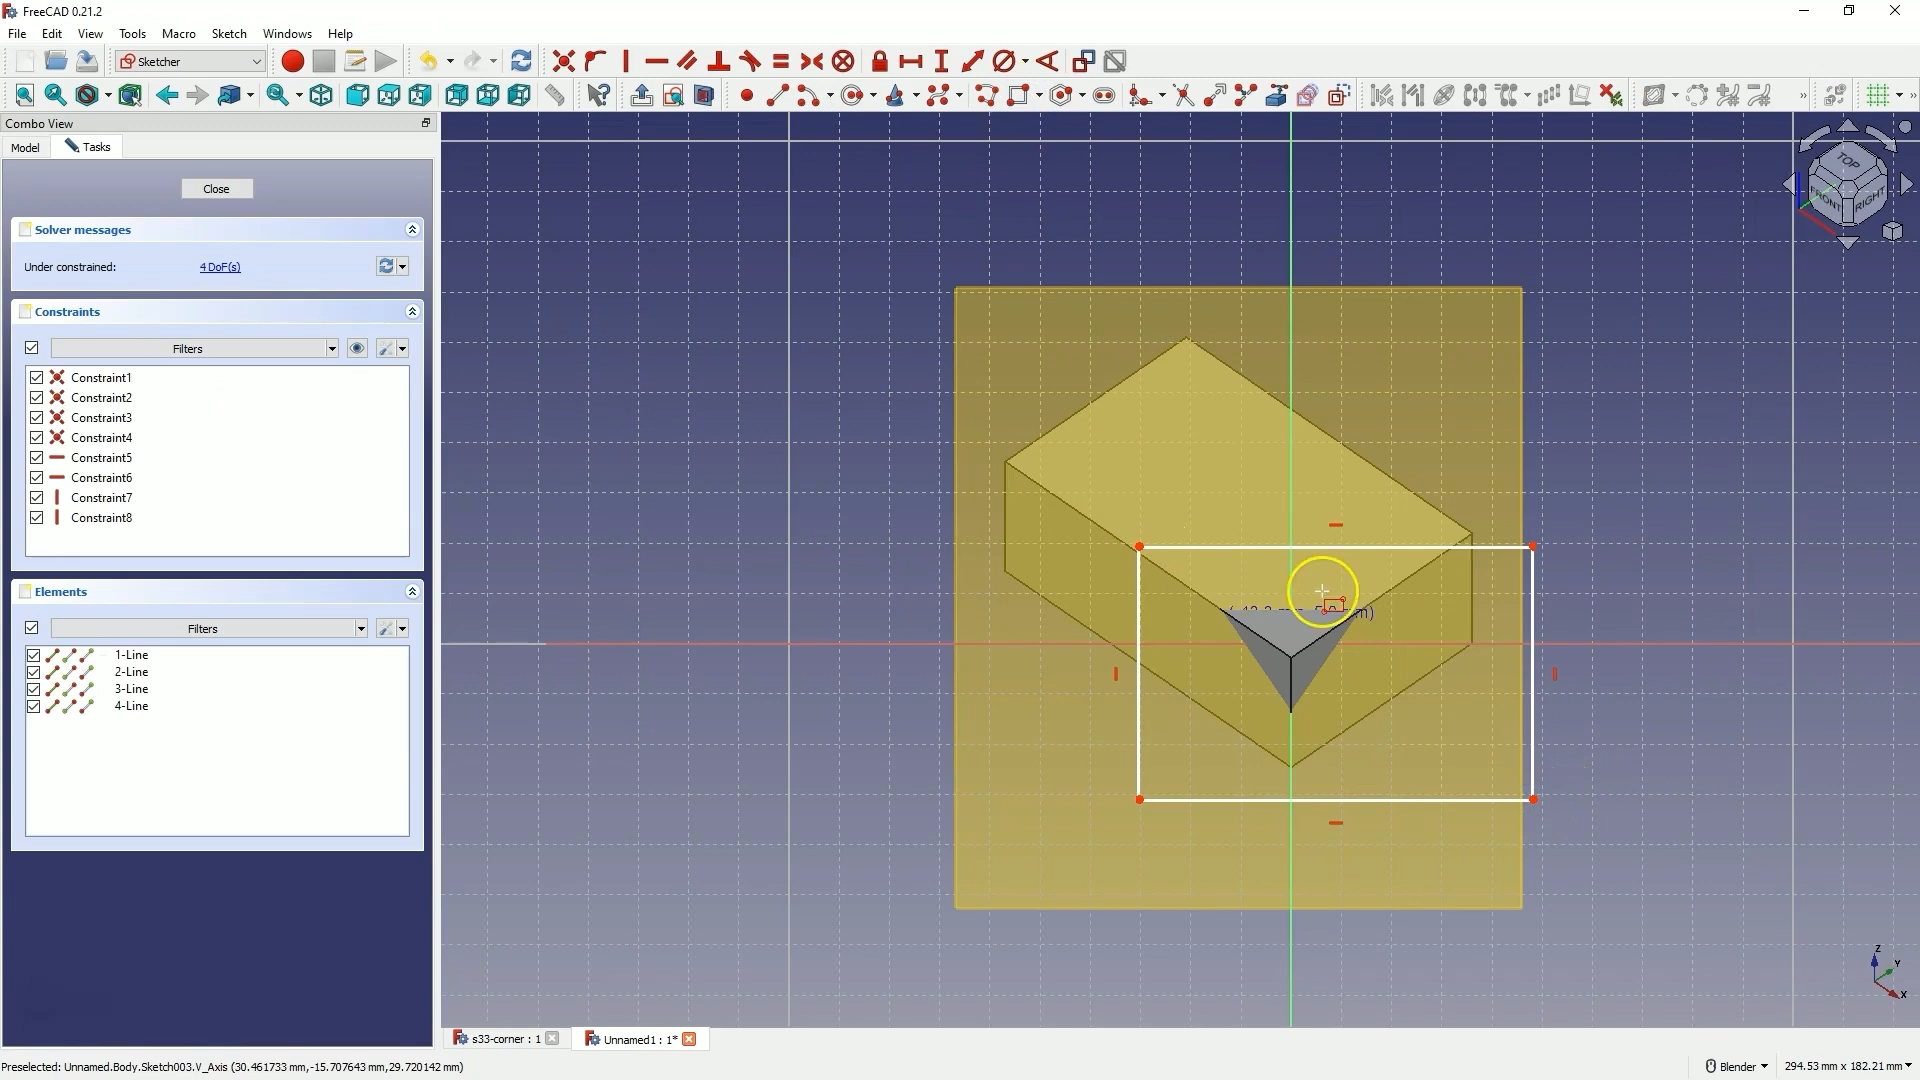 FreeCAD 0.21.2
File Edit View Tools Macro Sketch Windows Help
Sketcher
Combo View
Model Tasks
Close
Solver messages
Under constrained: 4 DoF(s)
Constraints
Filters
Constraint1
Constraint2
Constraint3
Constraint4
Constraint5
Constraint6
Constraint7
Constraint8
Elements
Filters
1-Line
2-Line
3-Line
4-Line
TOP
FRONT RIGHT
Z
Y
X
s33-corner : 1 Unnamed1 : 1*
Preselected: Unnamed.Body.Sketch003.V_Axis (30.461733 mm,-15.707643 mm,29.720142 mm) Blender 294.53 mm x 182.21 mm